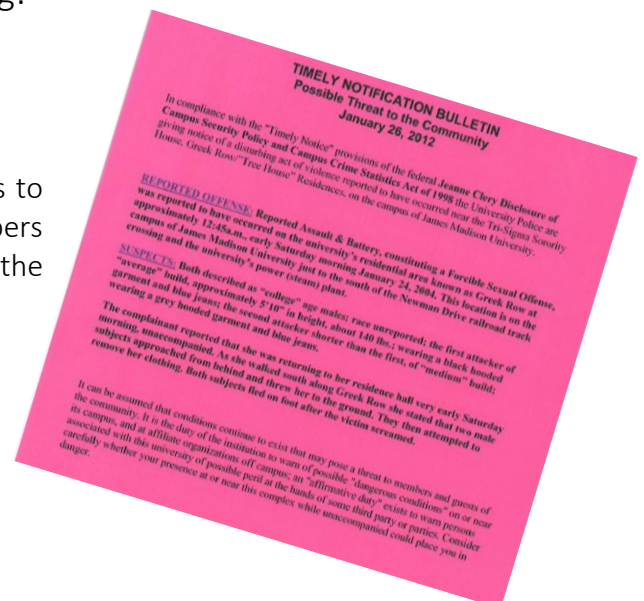 g:
s to
bers
the
TIMELY NOTIFICATION BULLETIN
Possible Threat to the Community
January 26, 2012
In compliance with the "Timely Notice" provisions of the federal Jeanne Clery Disclosure of
Campus Security Policy and Campus Crime Statistics Act of 1998 the University Police are
giving notice of a disturbing act of violence reported to have occurred near the Tri-Sigma Sorority
House, Greek Row/"Tree House" Residences, on the campus of James Madison University.
REPORTED OFFENSE: Reported Assault & Battery, constituting a Forcible Sexual Offense,
was reported to have occurred on the university's residential area known as Greek Row at
approximately 12:45a.m., early Saturday morning January 24, 2004. This location is on the
campus of James Madison University just to the south of the Newman Drive railroad track
crossing and the university's power (steam) plant.
SUSPECTS: Both described as "college" age males; race unreported; the first attacker of
"average" build, approximately 5'10" in height, about 140 lbs.; wearing a black hooded
garment and blue jeans; the second attacker shorter than the first, of "medium" build;
wearing a grey hooded garment and blue jeans.
The complainant reported that she was returning to her residence hall very early Saturday
morning, unaccompanied. As she walked south along Greek Row she stated that two male
subjects approached from behind and threw her to the ground. They then attempted to
remove her clothing. Both subjects fled on foot after the victim screamed.
It can be assumed that conditions continue to exist that may pose a threat to members and guests of
the community. It is the duty of the institution to warn of possible "dangerous conditions" on or near
its campus, and at affiliate organizations off campus; an "affirmative duty" exists to warn persons
associated with this university of possible peril at the hands of some third party or parties. Consider
carefully whether your presence at or near this complex while unaccompanied could place you in
danger.